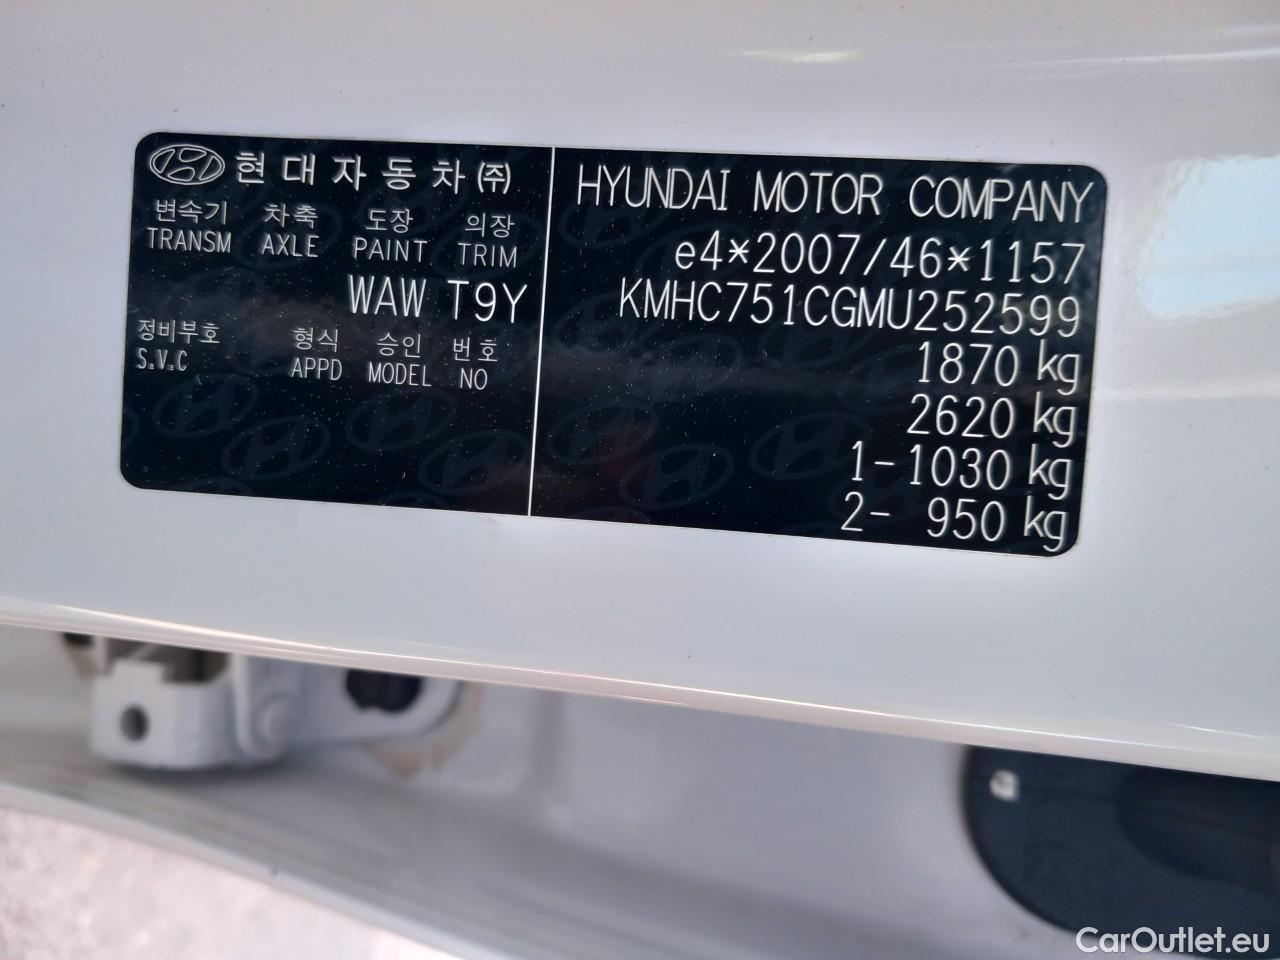 현대자동차㈜
변속기 차축 도장 의장
TRANSM AXLE PAINT TRIM
WAW T9Y
정비부호 형식 승인 번호
S.V.C APPD MODEL NO
HYUNDAI MOTOR COMPANY
e4*2007/46*1157
KMHC751CGMU252599
1870 kg
2620 kg
1- 1030 kg
2- 950 kg
CarOutlet.eu